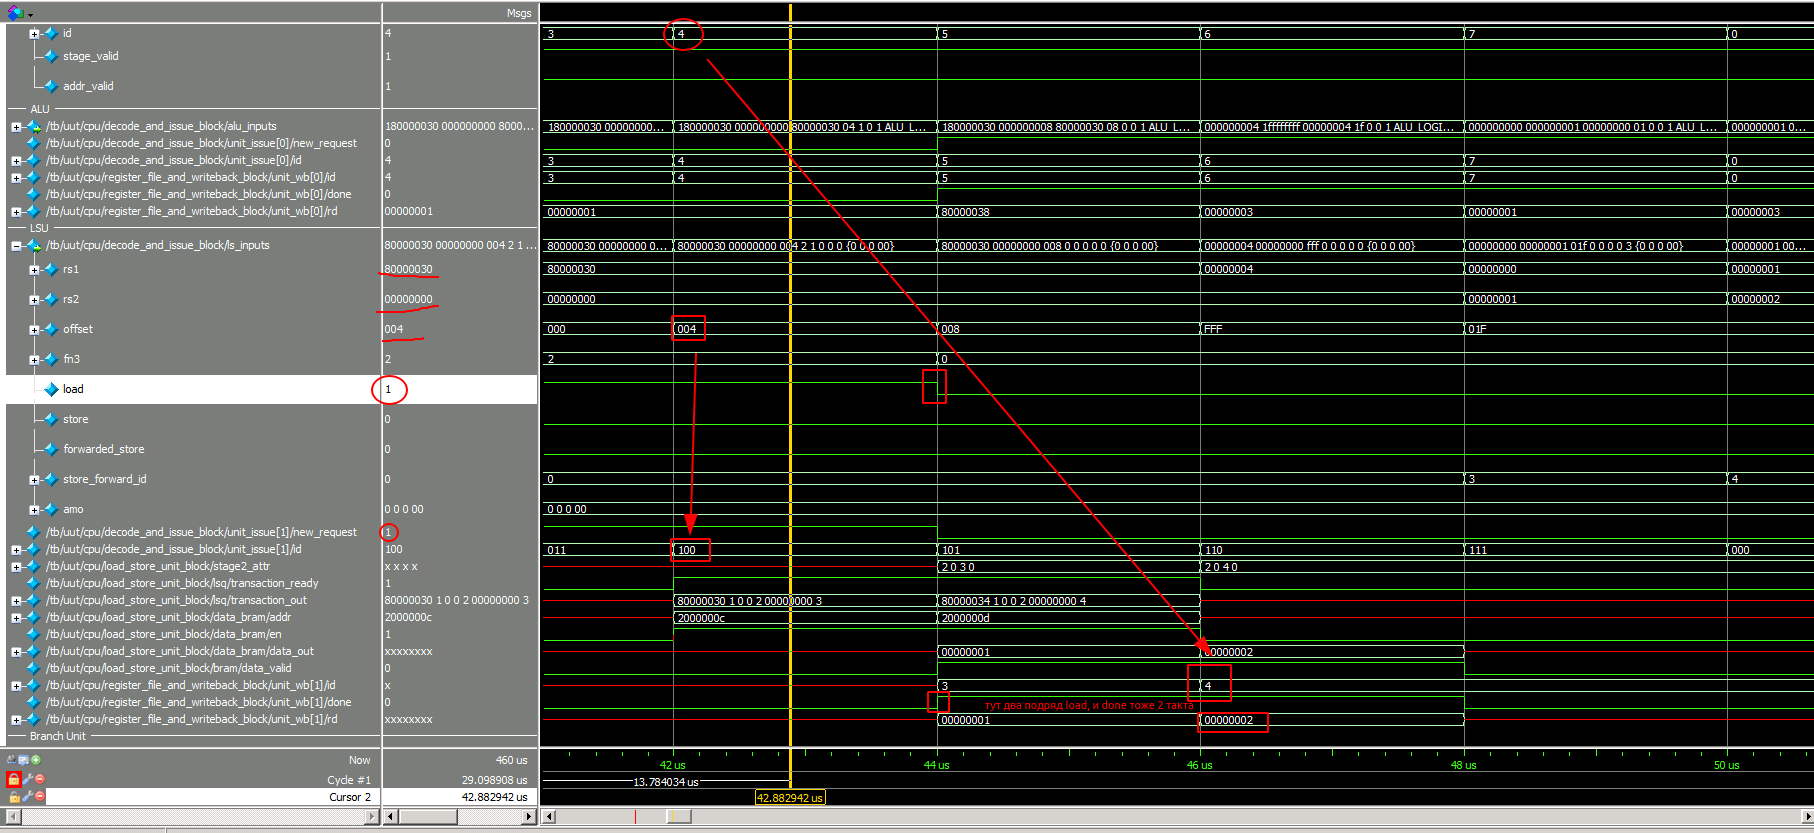 Msgs
id 4 3 4 5 6 7 0
stage_valid 1
addr_valid 1
ALU
/tb/uut/cpu/decode_and_issue_block/alu_inputs 180000030 000000000 8000... 180000030 00000000... 180000030 000000000 80000030 04 1 0 1 ALU_L... 180000030 000000008 80000030 08 0 0 1 ALU_L... 000000004 1ffffffff 00000004 1f 0 0 1 ALU_LOGI... 000000000 000000001 00000000 01 0 0 1 ALU_L... 000000001 0...
/tb/uut/cpu/decode_and_issue_block/unit_issue[0]/new_request 0
/tb/uut/cpu/decode_and_issue_block/unit_issue[0]/id 4 3 4 5 6 7 0
/tb/uut/cpu/register_file_and_writeback_block/unit_wb[0]/id 4 3 4 5 6 7 0
/tb/uut/cpu/register_file_and_writeback_block/unit_wb[0]/done 0
/tb/uut/cpu/register_file_and_writeback_block/unit_wb[0]/rd 00000001 00000001 80000038 00000003 00000001 00000003
LSU
/tb/uut/cpu/decode_and_issue_block/ls_inputs 80000030 00000000 004 2 1 ... 80000030 00000000 0... 80000030 00000000 004 2 1 0 0 0 {0 0 0 00} 80000030 00000000 008 0 0 0 0 0 {0 0 0 00} 00000004 00000000 fff 0 0 0 0 0 {0 0 0 00} 00000000 00000001 01f 0 0 0 0 3 {0 0 0 00} 00000001 00...
rs1 80000030 80000030 00000004 00000000 00000001
rs2 00000000 00000000 00000001 00000002
offset 004 000 004 008 FFF 01F
fn3 2 2 0
load 1
store 0
forwarded_store 0
store_forward_id 0 0 3 4
amo 0 0 0 00 0 0 0 00
/tb/uut/cpu/decode_and_issue_block/unit_issue[1]/new_request 1
/tb/uut/cpu/decode_and_issue_block/unit_issue[1]/id 100 011 100 101 110 111 000
/tb/uut/cpu/load_store_unit_block/stage2_attr x x x x 2 0 3 0 2 0 4 0
/tb/uut/cpu/load_store_unit_block/lsq/transaction_ready 1
/tb/uut/cpu/load_store_unit_block/lsq/transaction_out 80000030 1 0 0 2 00000000 3 80000030 1 0 0 2 00000000 3 80000034 1 0 0 2 00000000 4
/tb/uut/cpu/load_store_unit_block/data_bram/addr 2000000c 2000000c 2000000d
/tb/uut/cpu/load_store_unit_block/data_bram/en 1
/tb/uut/cpu/load_store_unit_block/data_bram/data_out xxxxxxxx 00000001 00000002
/tb/uut/cpu/load_store_unit_block/bram/data_valid 0
/tb/uut/cpu/register_file_and_writeback_block/unit_wb[1]/id x 3 4
/tb/uut/cpu/register_file_and_writeback_block/unit_wb[1]/done 0 тут два подряд load, и done тоже 2 такта
/tb/uut/cpu/register_file_and_writeback_block/unit_wb[1]/rd xxxxxxxx 00000001 00000002
Branch Unit
Now 460 us 42 us 44 us 46 us 48 us 50 us
Cycle #1 29.098908 us 13.784034 us
Cursor 2 42.882942 us 42.882942 us